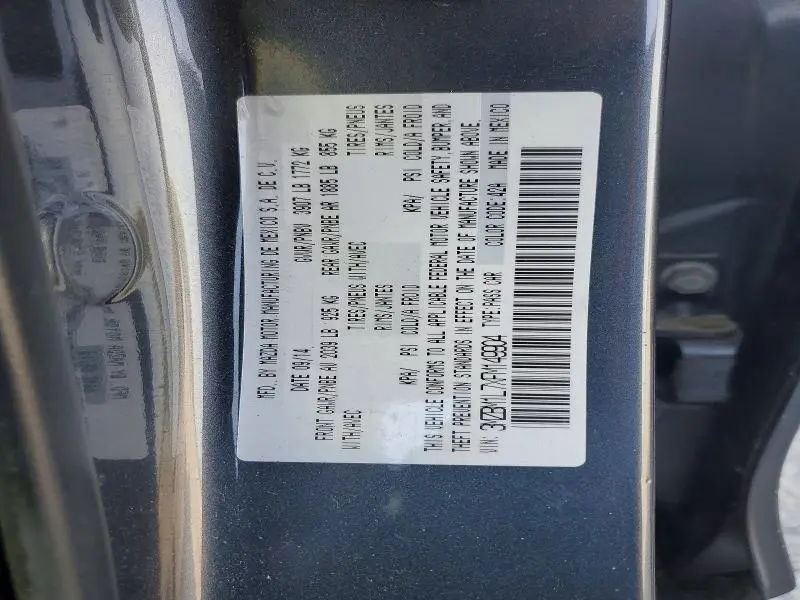 MFD. BY MAZDA MOTOR MANUFACTURING DE MEXICO S.A. DE C.V.
DATE 09/14 GVWR/PNBV 3907 LB 1772 KG
FRONT GAWR/PNBE AV 2039 LB 925 KG REAR GAWR/PNBE AR 1885 LB 855 KG
WITH/AVEC TIRES/PNEUS WITH/AVEC TIRES/PNEUS
RIMS/JANTES RIMS/JANTES
KPA/ PSI COLD/A FROID KPA/ PSI COLD/A FROID
THIS VEHICLE CONFORMS TO ALL APPLICABLE FEDERAL MOTOR VEHICLE SAFETY, BUMPER, AND
THEFT PREVENTION STANDARDS IN EFFECT ON THE DATE OF MANUFACTURE SHOWN ABOVE.
VIN: 3MZBM1L7XFM149904 TYPE:PASS CAR COLOR CODE:42A MADE IN MEXICO